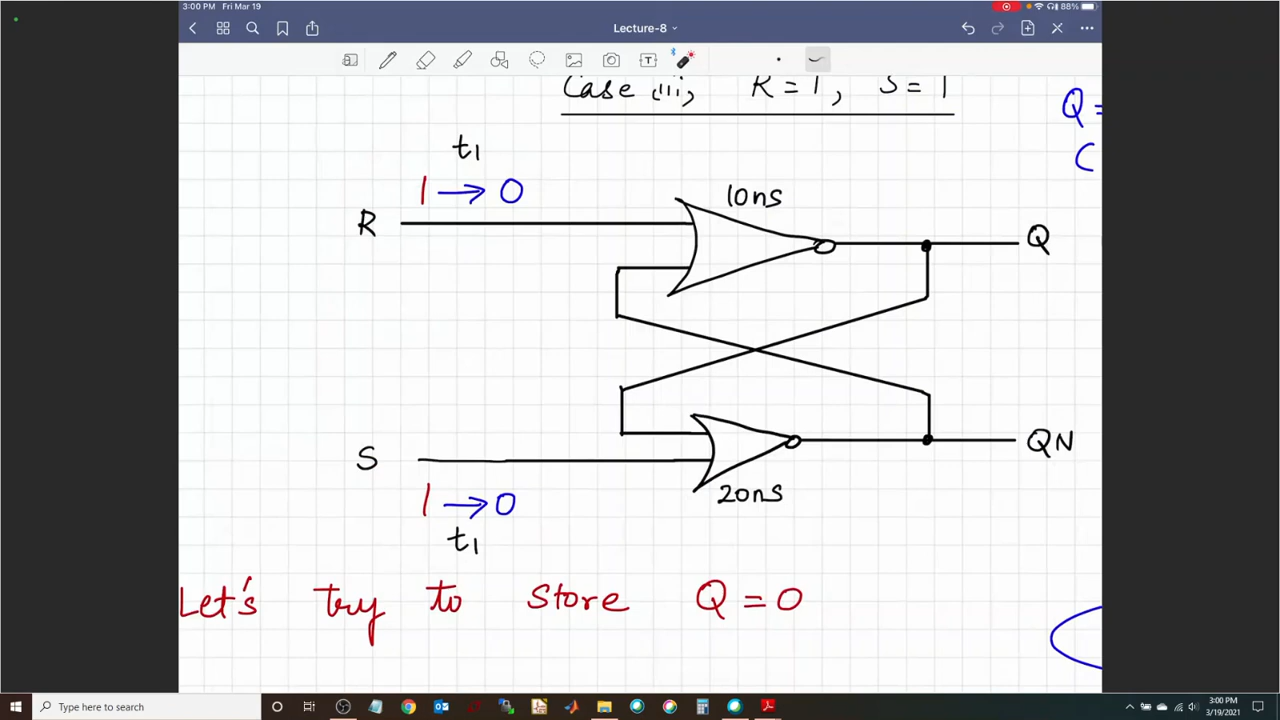 3:00 PM Fri Mar 19
88%
Lecture-8
Case (iii) R = 1, S = 1
Q =
t1
1 → 0
10ns
R
Q
S
QN
20ns
1 → 0
t1
Let's try to store Q = 0
Type here to search
3:00 PM
3/19/2021